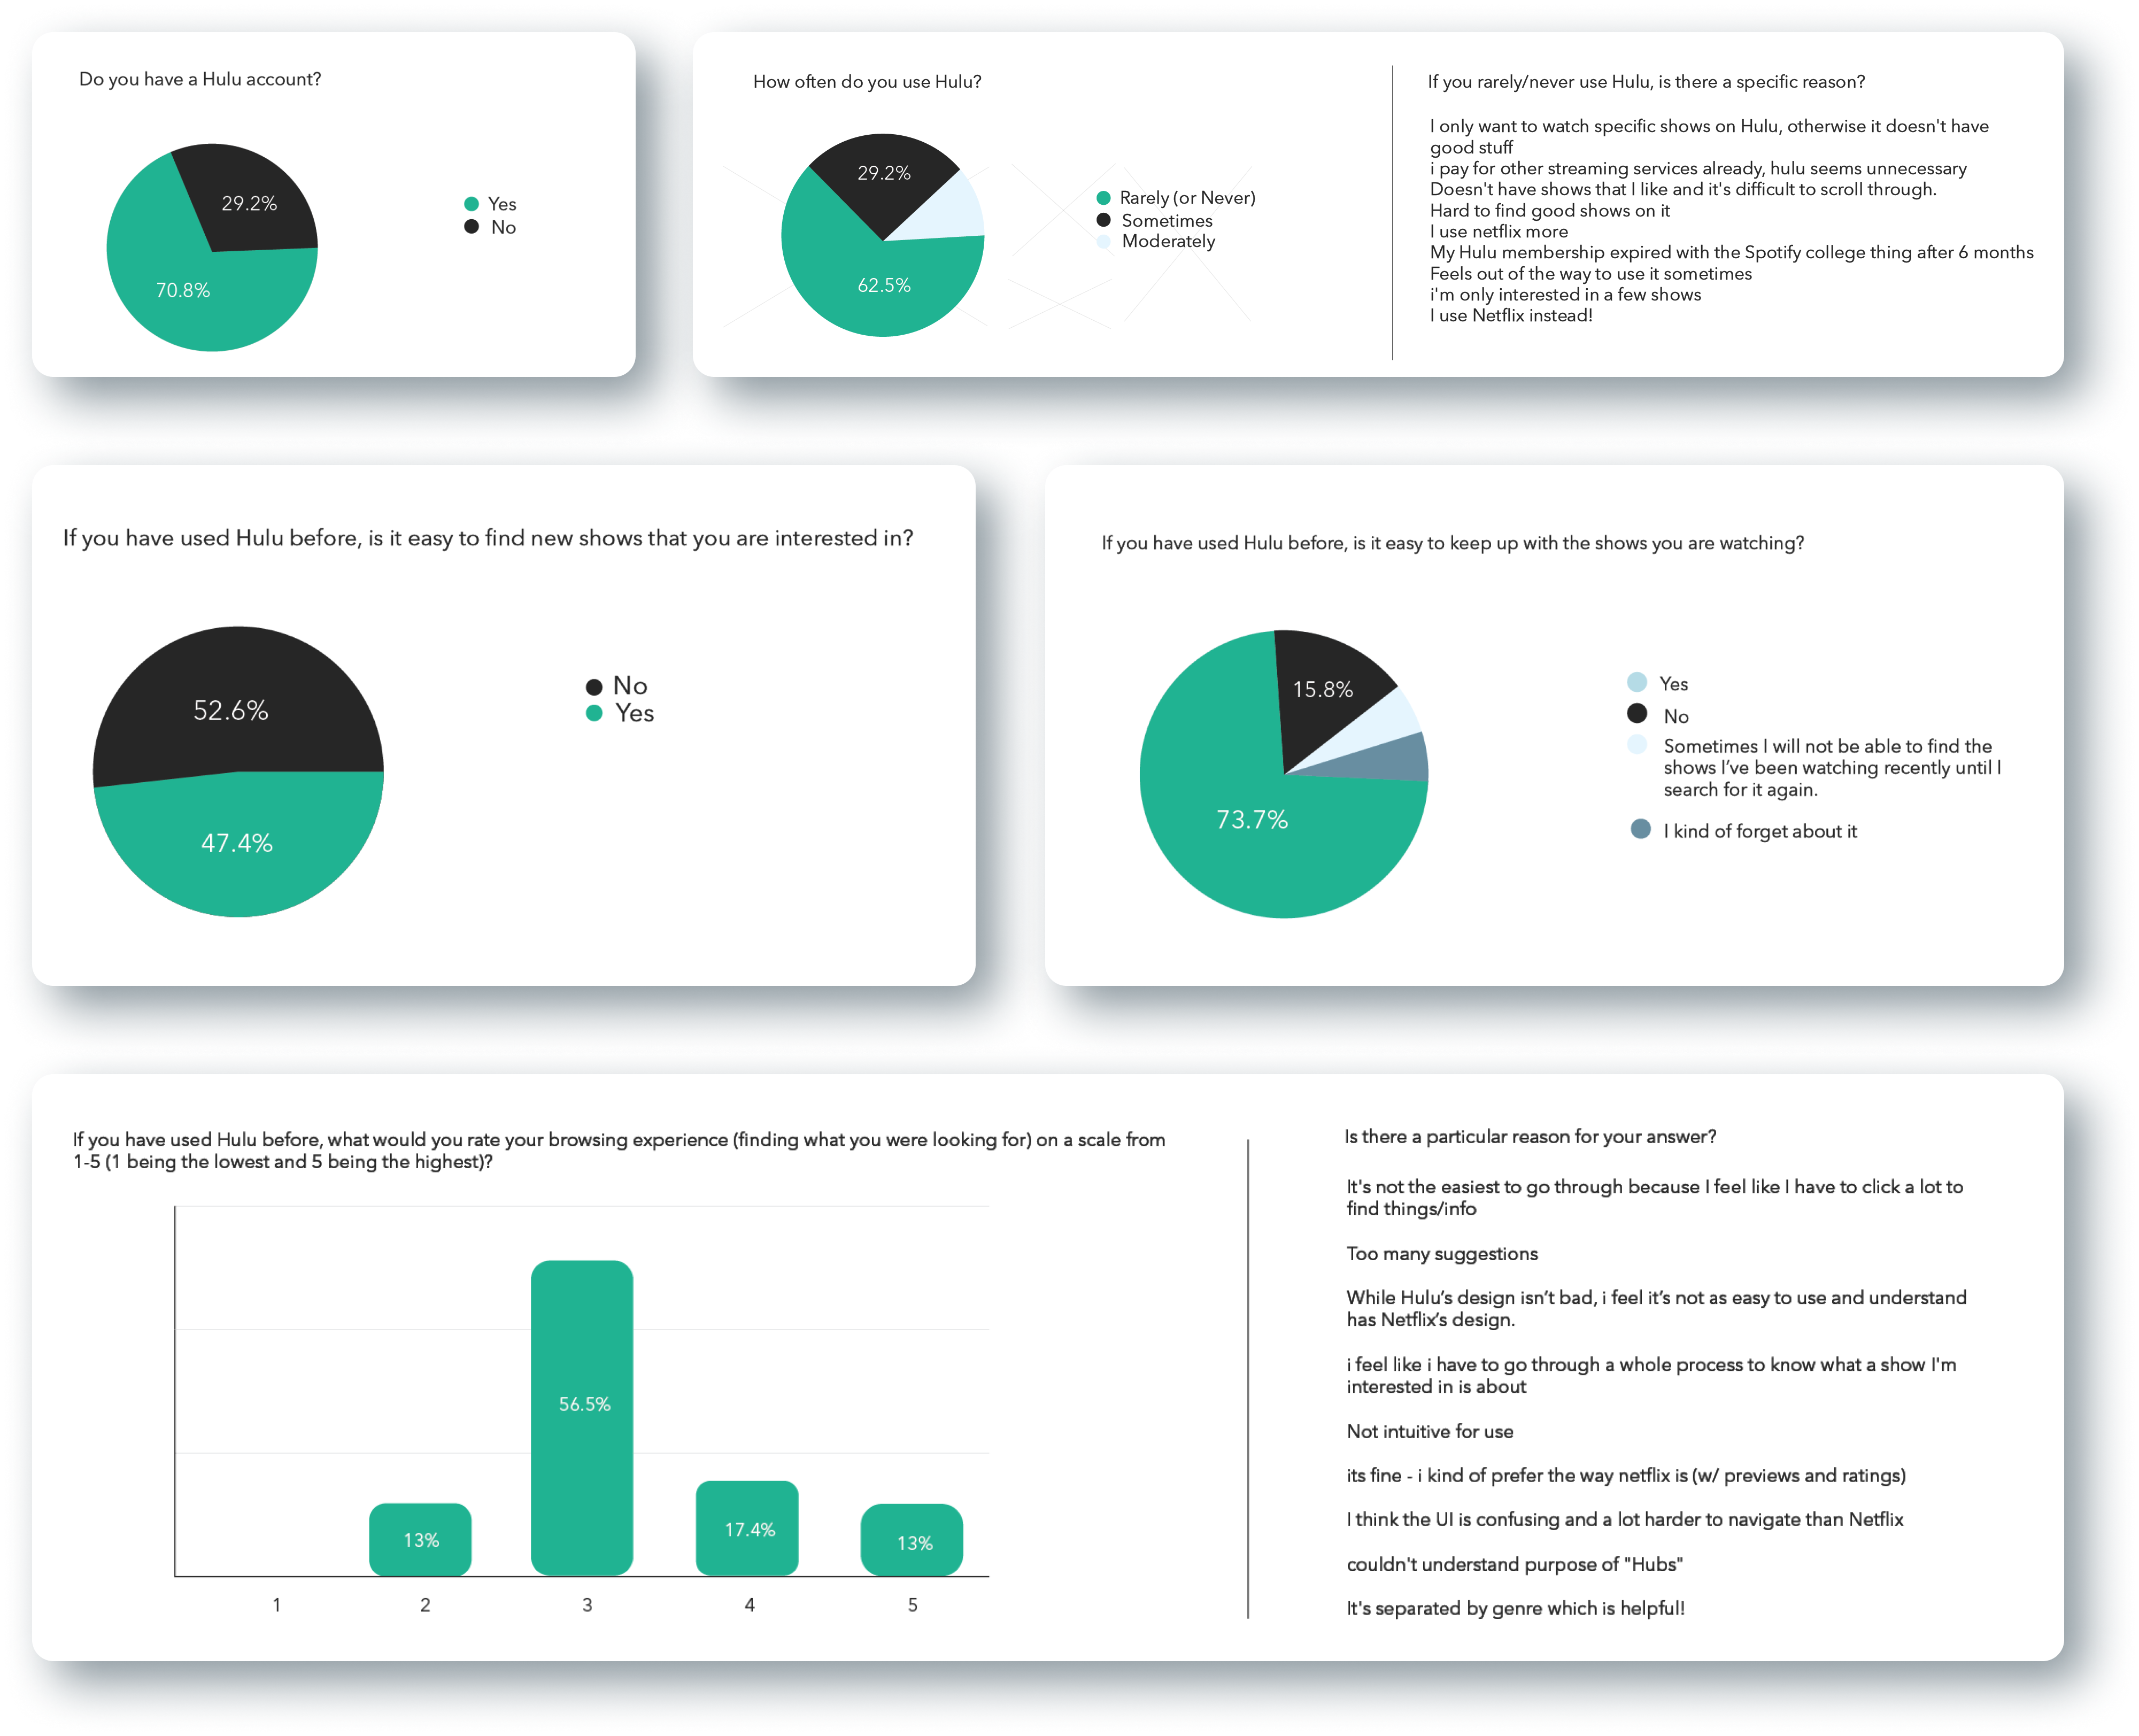 Do you have a Hulu account?
29.2%
70.8%
Yes
No
How often do you use Hulu?
29.2%
62.5%
Rarely (or Never)
Sometimes
Moderately
If you rarely/never use Hulu, is there a specific reason?
I only want to watch specific shows on Hulu, otherwise it doesn't have
good stuff
i pay for other streaming services already, hulu seems unnecessary
Doesn't have shows that I like and it's difficult to scroll through.
Hard to find good shows on it
I use netflix more
My Hulu membership expired with the Spotify college thing after 6 months
Feels out of the way to use it sometimes
i'm only interested in a few shows
I use Netflix instead!
If you have used Hulu before, is it easy to find new shows that you are interested in?
52.6%
47.4%
No
Yes
If you have used Hulu before, is it easy to keep up with the shows you are watching?
15.8%
73.7%
Yes
No
Sometimes I will not be able to find the
shows I’ve been watching recently until I
search for it again.
I kind of forget about it
If you have used Hulu before, what would you rate your browsing experience (finding what you were looking for) on a scale from
1-5 (1 being the lowest and 5 being the highest)?
13%
56.5%
17.4%
13%
1 2 3 4 5
Is there a particular reason for your answer?
It's not the easiest to go through because I feel like I have to click a lot to
find things/info
Too many suggestions
While Hulu’s design isn’t bad, i feel it’s not as easy to use and understand
has Netflix’s design.
i feel like i have to go through a whole process to know what a show I'm
interested in is about
Not intuitive for use
its fine - i kind of prefer the way netflix is (w/ previews and ratings)
I think the UI is confusing and a lot harder to navigate than Netflix
couldn't understand purpose of "Hubs"
It's separated by genre which is helpful!